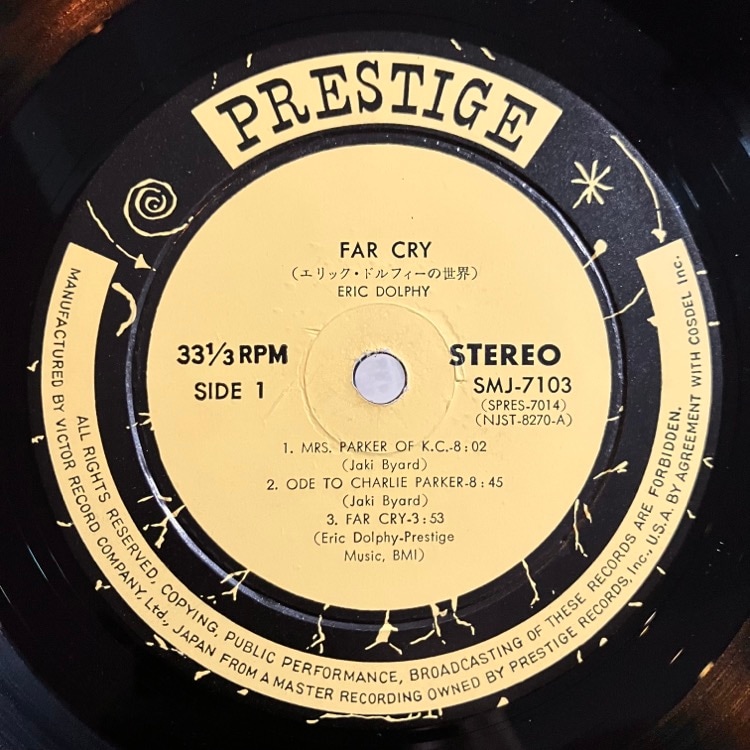 PRESTIGE
FAR CRY
(エリック・ドルフィーの世界)
ERIC DOLPHY
33⅓ RPM
SIDE 1
STEREO
SMJ-7103
(SPRES-7014)
(NJST-8270-A)
1. MRS. PARKER OF K.C.-8:02
(Jaki Byard)
2. ODE TO CHARLIE PARKER-8:45
(Jaki Byard)
3. FAR CRY-3:53
(Eric Dolphy-Prestige
Music, BMI)
ALL RIGHTS RESERVED, COPYING, PUBLIC PERFORMANCE, BROADCASTING OF THESE RECORDS ARE FORBIDDEN.
MANUFACTURED BY VICTOR RECORD COMPANY, Ltd., JAPAN FROM A MASTER RECORDING OWNED BY PRESTIGE RECORDS, Inc., U.S.A. BY AGREEMENT WITH COSDEL Inc.